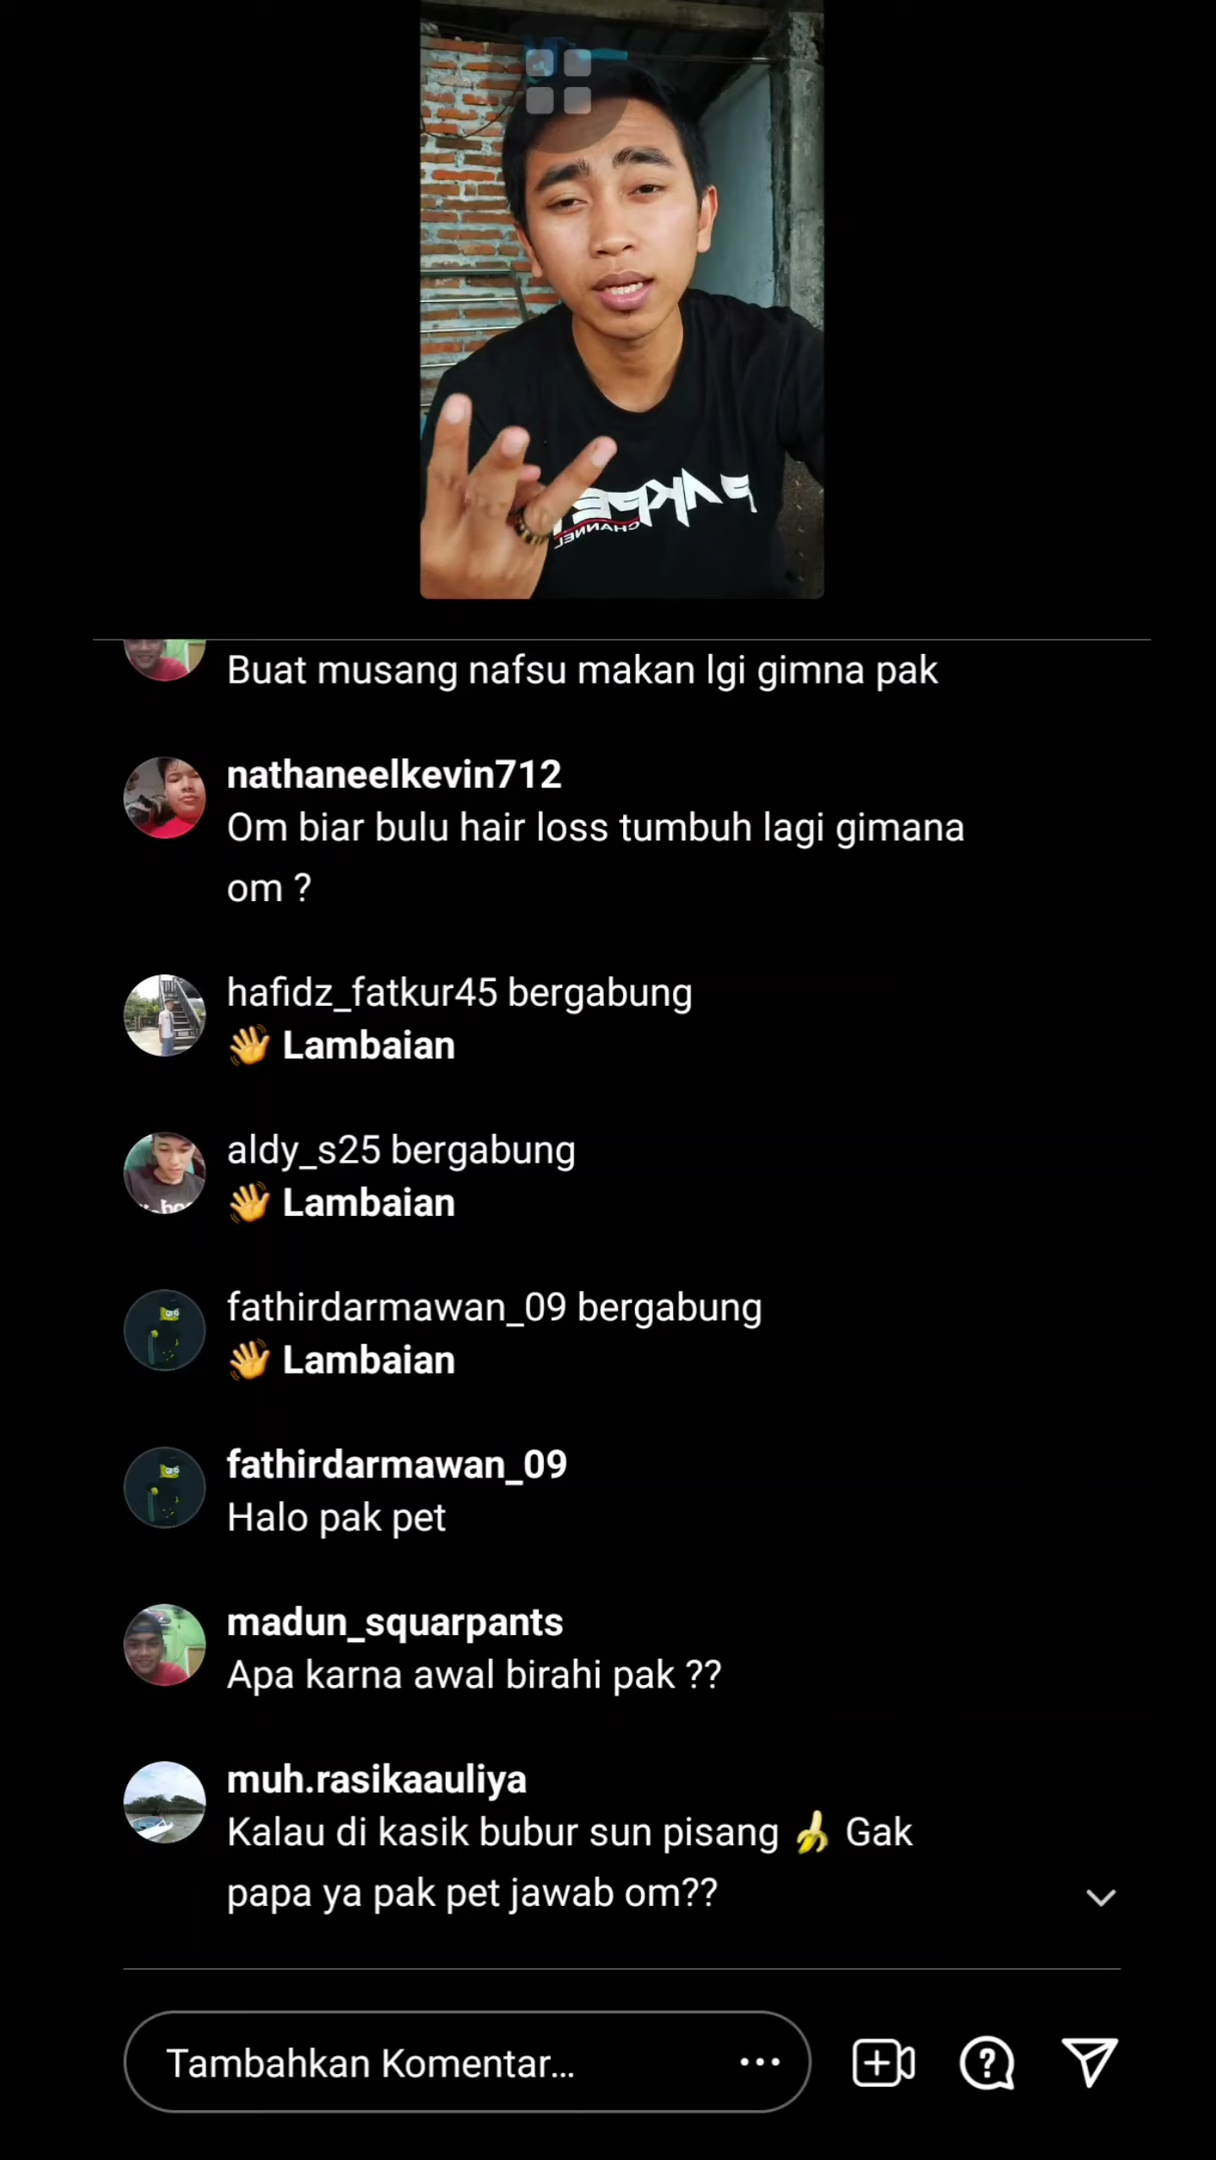 PAKPE
CHANNEL
Buat musang nafsu makan lgi gimna pak
nathaneelkevin712
Om biar bulu hair loss tumbuh lagi gimana
om ?
hafidz_fatkur45 bergabung
👋 Lambaian
aldy_s25 bergabung
👋 Lambaian
fathirdarmawan_09 bergabung
👋 Lambaian
fathirdarmawan_09
Halo pak pet
madun_squarpants
Apa karna awal birahi pak ??
muh.rasikaauliya
Kalau di kasik bubur sun pisang 🍌 Gak
papa ya pak pet jawab om??
Tambahkan Komentar...